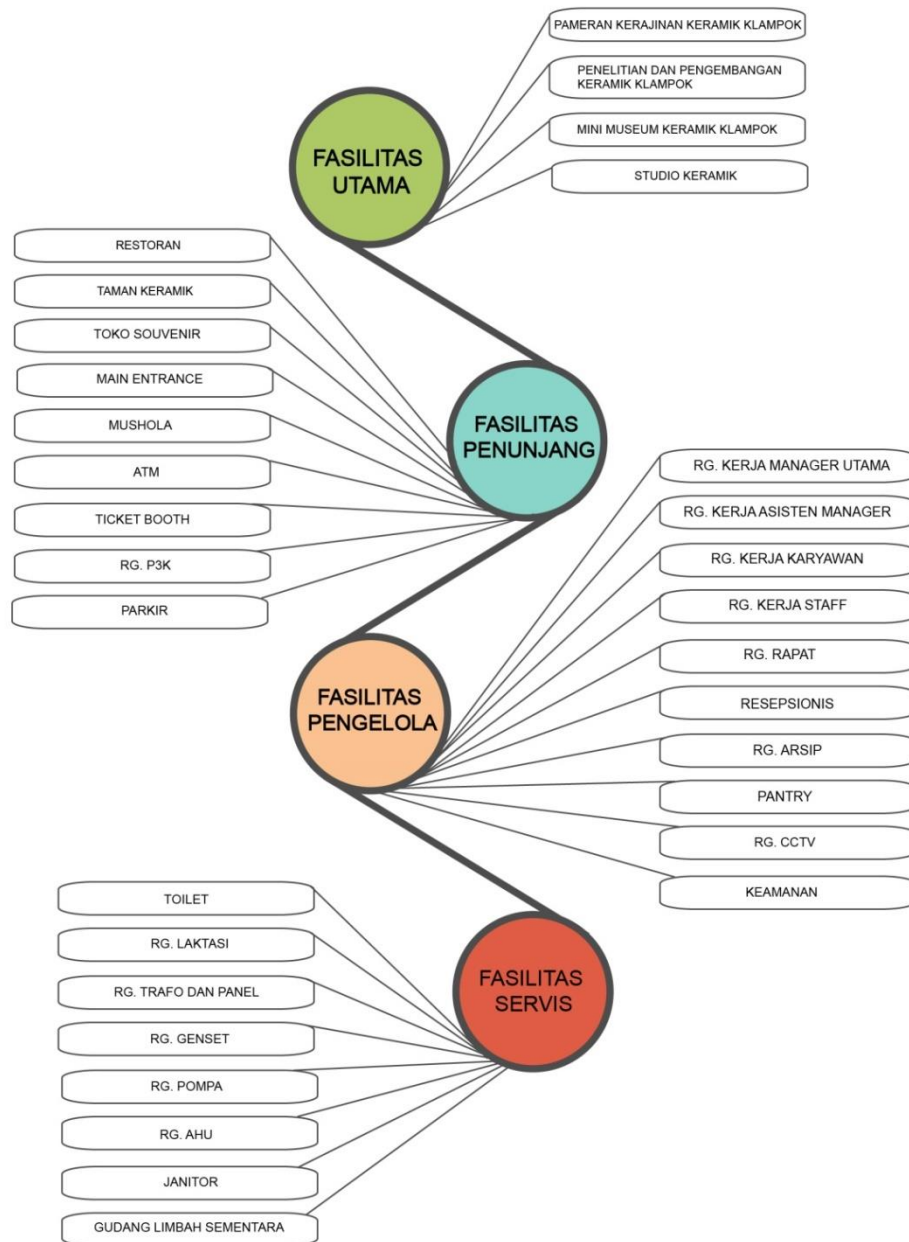 PAMERAN KERAJINAN KERAMIK KLAMPOK
PENELITIAN DAN PENGEMBANGAN
KERAMIK KLAMPOK
MINI MUSEUM KERAMIK KLAMPOK
STUDIO KERAMIK
FASILITAS
UTAMA
RESTORAN
TAMAN KERAMIK
TOKO SOUVENIR
MAIN ENTRANCE
MUSHOLA
ATM
TICKET BOOTH
RG. P3K
PARKIR
FASILITAS
PENUNJANG
RG. KERJA MANAGER UTAMA
RG. KERJA ASISTEN MANAGER
RG. KERJA KARYAWAN
RG. KERJA STAFF
RG. RAPAT
RESEPSIONIS
RG. ARSIP
PANTRY
RG. CCTV
KEAMANAN
FASILITAS
PENGELOLA
TOILET
RG. LAKTASI
RG. TRAFO DAN PANEL
RG. GENSET
RG. POMPA
RG. AHU
JANITOR
GUDANG LIMBAH SEMENTARA
FASILITAS
SERVIS